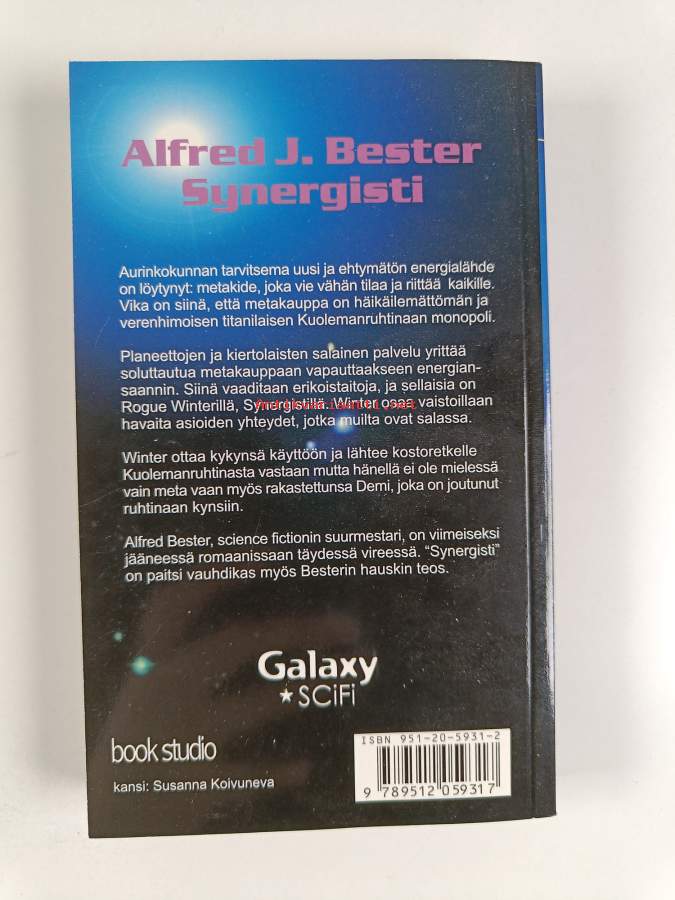 Alfred J. Bester
Synergisti
Aurinkokunnan tarvitsema uusi ja ehtymätön energialähde
on löytynyt: metakide, joka vie vähän tilaa ja riittää kaikille.
Vika on siinä, että metakauppa on häikäilemättömän ja
verenhimoisen titanilaisen Kuolemanruhtinaan monopoli.
Planeettojen ja kiertolaisten salainen palvelu yrittää
soluttautua metakauppaan vapauttaakseen energian-
saannin. Siinä vaaditaan erikoistaitoja, ja sellaisia on
Rogue Winterillä, Synergistillä. Winter osaa vaistoillaan
havaita asioiden yhteydet, jotka muilta ovat salassa.
Winter ottaa kykynsä käyttöön ja lähtee kostoretkelle
Kuolemanruhtinasta vastaan mutta hänellä ei ole mielessä
vain meta vaan myös rakastettunsa Demi, joka on joutunut
ruhtinaan kynsiin.
Alfred Bester, science fictionin suurmestari, on viimeiseksi
jääneessä romaanissaan täydessä vireessä. “Synergisti”
on paitsi vauhdikas myös Besterin hauskin teos.
Galaxy
★ SCiFi
book studio
kansi: Susanna Koivuneva
ISBN 951-20-5931-2
9 789512 059317